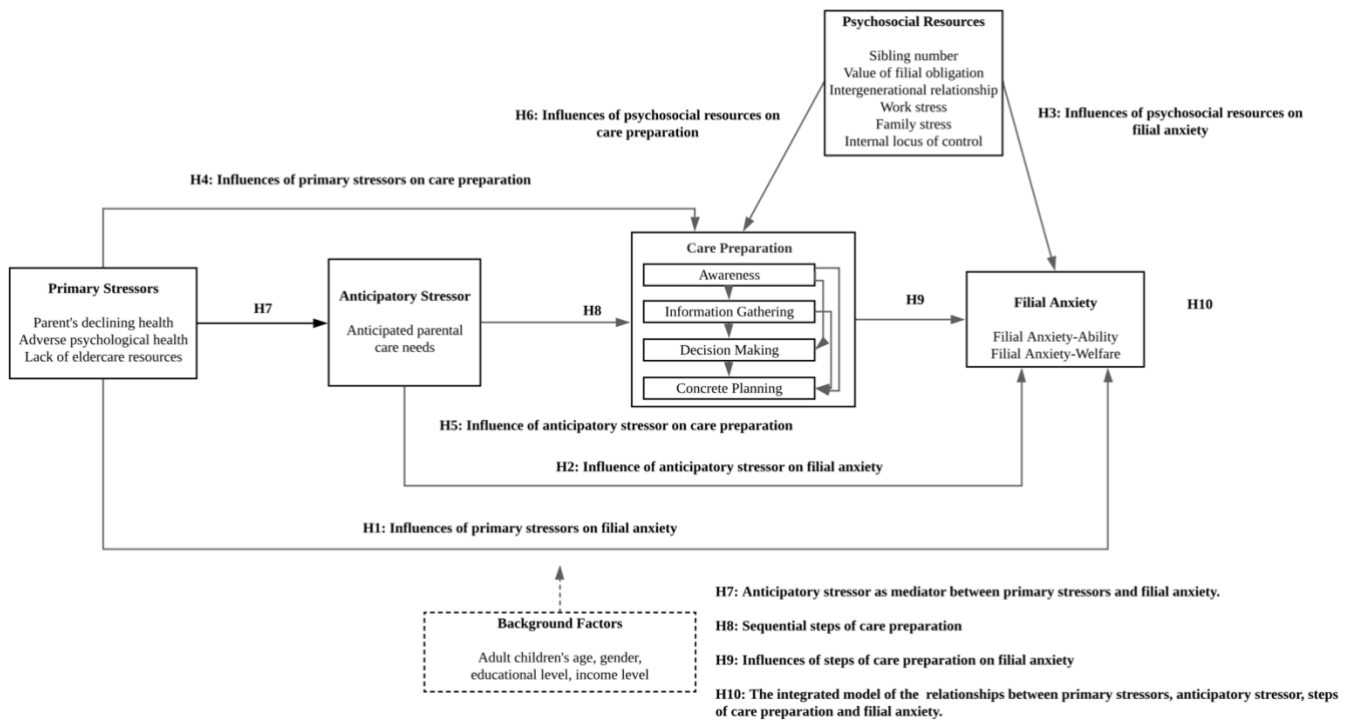 Psychosocial Resources
Sibling number
Value of filial obligation
Intergenerational relationship
Work stress
Family stress
Internal locus of control
H6: Influences of psychosocial resources on
care preparation
H3: Influences of psychosocial resources on
filial anxiety
H4: Influences of primary stressors on care preparation
Primary Stressors
Parent's declining health
Adverse psychological health
Lack of eldercare resources
H7
Anticipatory Stressor
Anticipated parental
care needs
H8
Care Preparation
Awareness
Information Gathering
Decision Making
Concrete Planning
H9
Filial Anxiety
Filial Anxiety-Ability
Filial Anxiety-Welfare
H10
H5: Influence of anticipatory stressor on care preparation
H2: Influence of anticipatory stressor on filial anxiety
H1: Influences of primary stressors on filial anxiety
Background Factors
Adult children's age, gender,
educational level, income level
H7: Anticipatory stressor as mediator between primary stressors and filial anxiety.
H8: Sequential steps of care preparation
H9: Influences of steps of care preparation on filial anxiety
H10: The integrated model of the relationships between primary stressors, anticipatory stressor, steps
of care preparation and filial anxiety.